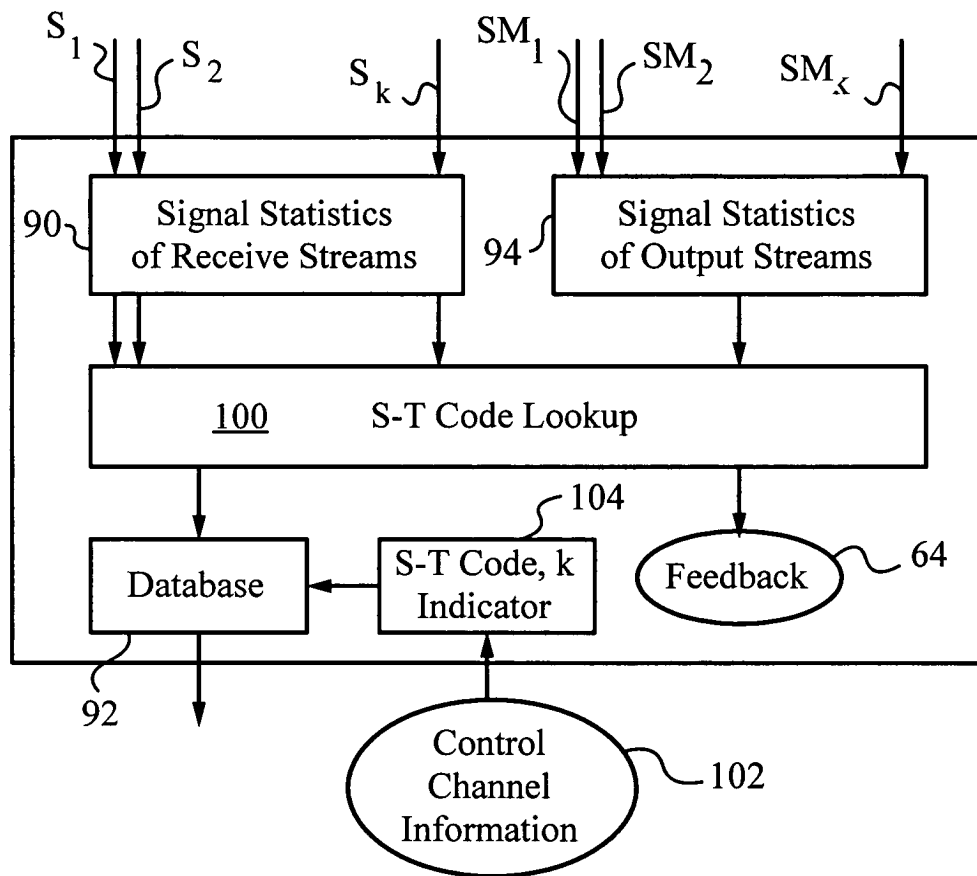 S1 S2 Sk SM1 SM2 SMx
90 Signal Statistics
of Receive Streams
94 Signal Statistics
of Output Streams
100 S-T Code Lookup
104
Database
S-T Code, k
Indicator
Feedback 64
92
Control
Channel
Information
102